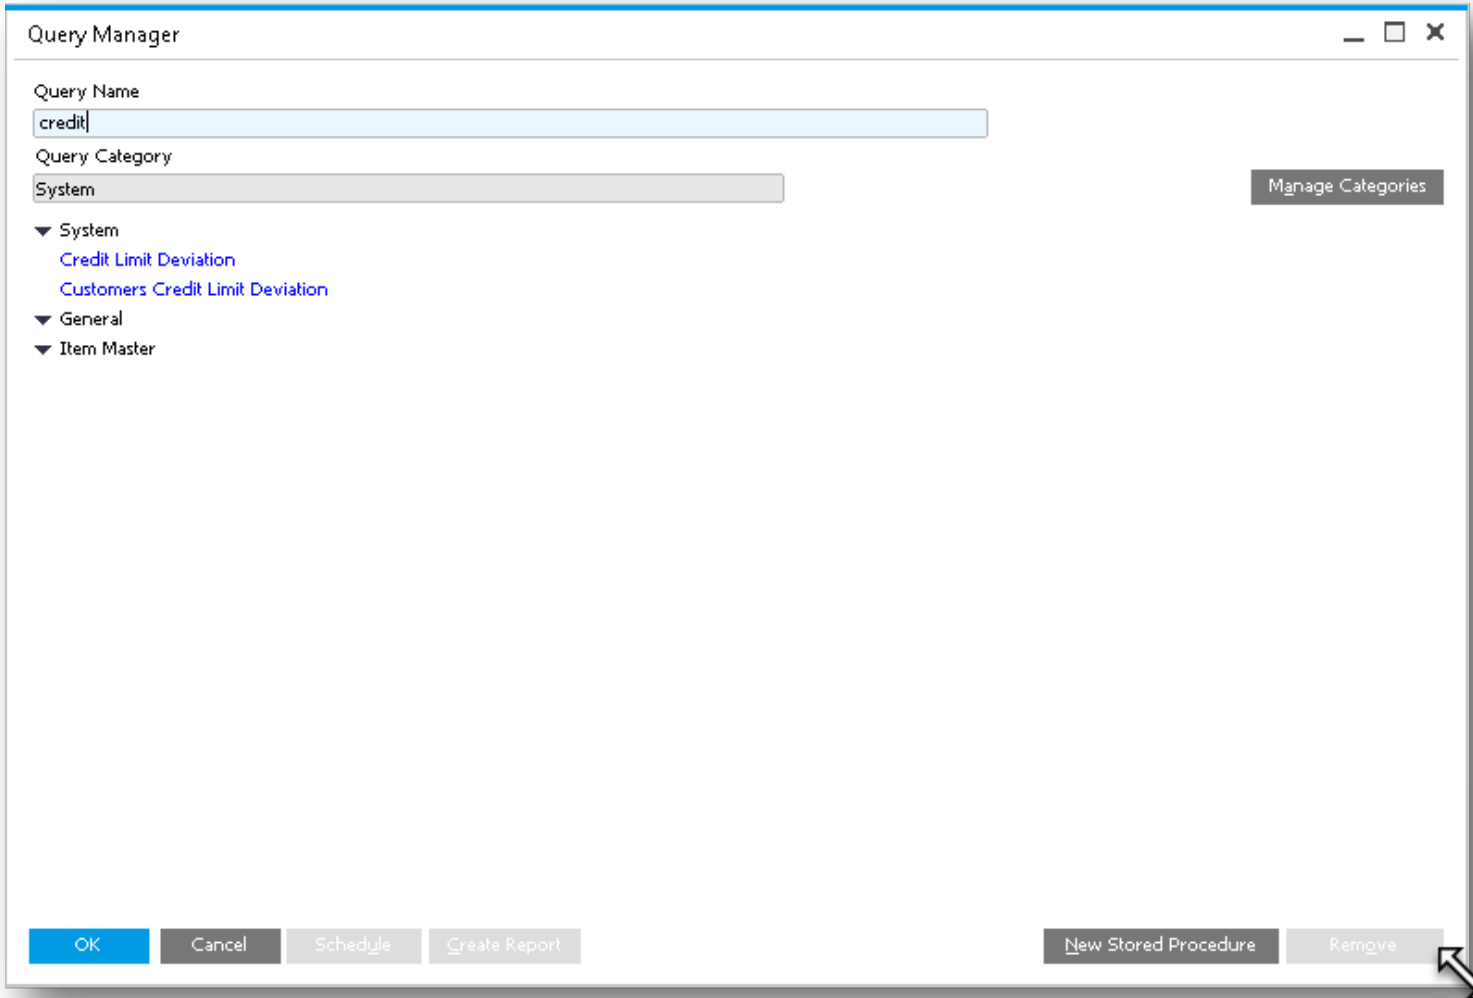 Query Manager
Query Name
credit
Query Category
System
Manage Categories
System
Credit Limit Deviation
Customers Credit Limit Deviation
General
Item Master
OK Cancel Schedule Create Report New Stored Procedure Remove